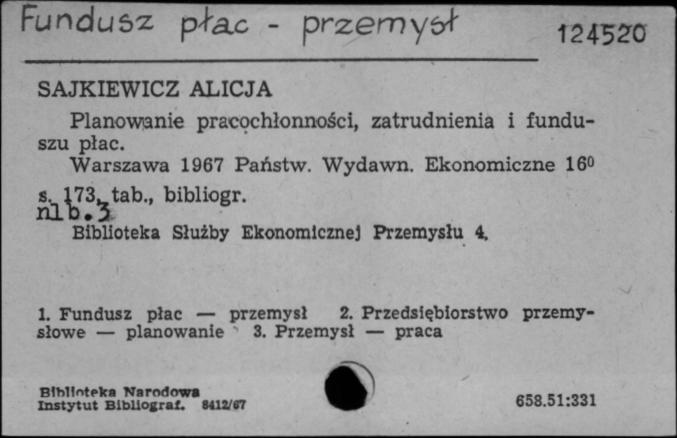 Fundusz płac - przemysł 124520
SAJKIEWICZ ALICJA
Planowanie pracochłonności, zatrudnienia i fundu-
szu płac.
Warszawa 1967 Państw. Wydawn. Ekonomiczne 16⁰
s. 173, tab., bibliogr.
nlb. 3
Biblioteka Służby Ekonomicznej Przemysłu 4.
1. Fundusz płac — przemysł 2. Przedsiębiorstwo przemy-
słowe — planowanie 3. Przemysł — praca
Biblioteka Narodowa
Instytut Bibliograf. 8412/67 658.51:331